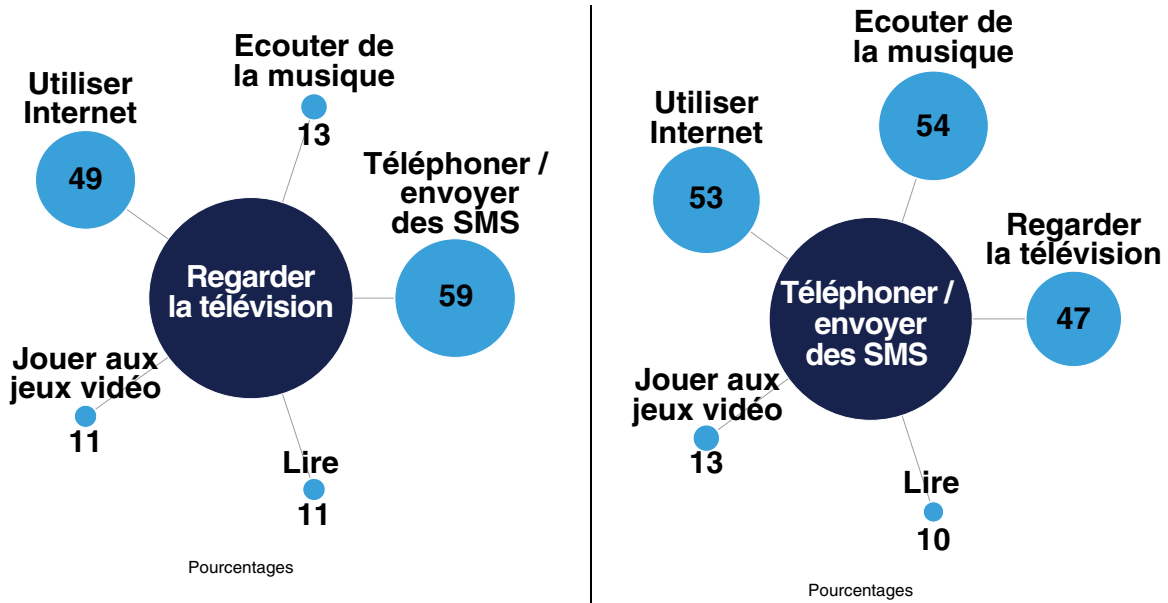 Ecouter de
la musique
13
Utiliser
Internet
49
Téléphoner /
envoyer
des SMS
59
Regarder
la télévision
Jouer aux
jeux vidéo
11
Lire
11
Pourcentages
Ecouter de
la musique
54
Utiliser
Internet
53
Regarder
la télévision
47
Téléphoner /
envoyer
des SMS
Jouer aux
jeux vidéo
13
Lire
10
Pourcentages